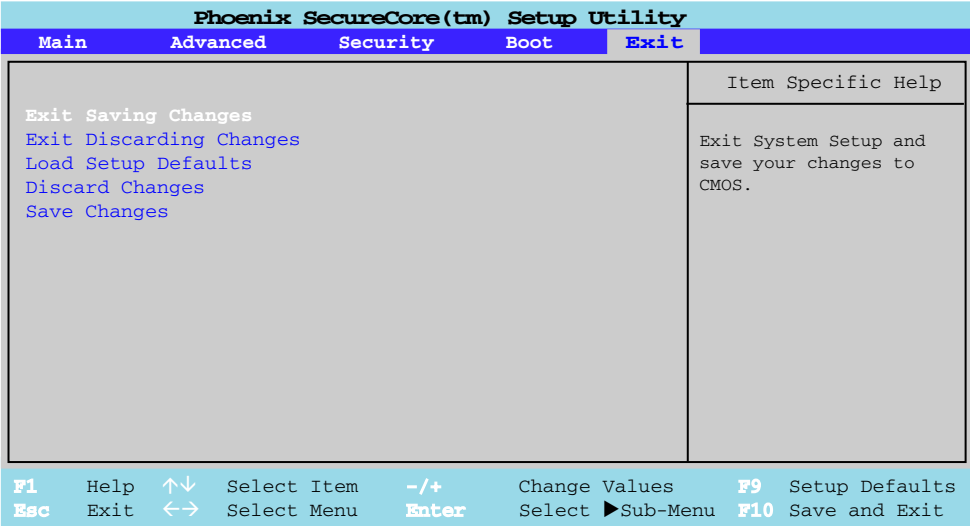 Phoenix SecureCore(tm) Setup Utility
Main Advanced Security Boot Exit
Item Specific Help
Exit Saving Changes
Exit Discarding Changes
Load Setup Defaults
Discard Changes
Save Changes
Exit System Setup and
save your changes to
CMOS.
F1 Help ↑↓ Select Item -/+ Change Values F9 Setup Defaults
Esc Exit ←→ Select Menu Enter Select ▶Sub-Menu F10 Save and Exit